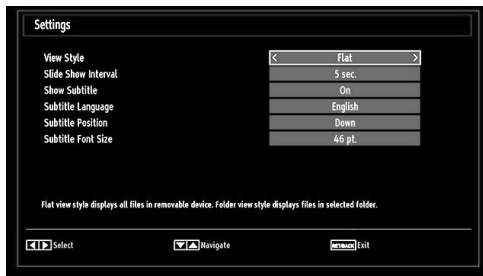 Settings
View Style < Flat >
Slide Show Interval 5 sec.
Show Subtitle On
Subtitle Language English
Subtitle Position Down
Subtitle Font Size 46 pt.
Flat view style displays all files in removable device. Folder view style displays files in selected folder.
Select Navigate RET/BACK Exit